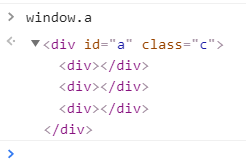 > window.a
<div id="a" class="c">
<div></div>
<div></div>
<div></div>
</div>
>